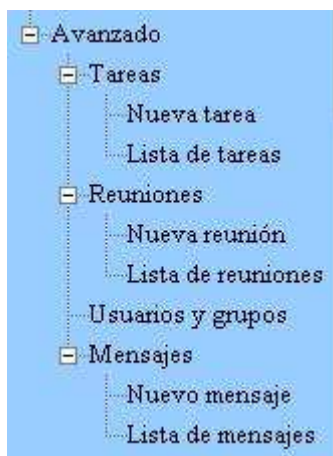 Avanzado
Tareas
Nueva tarea
Lista de tareas
Reuniones
Nueva reunión
Lista de reuniones
Usuarios y grupos
Mensajes
Nuevo mensaje
Lista de mensajes